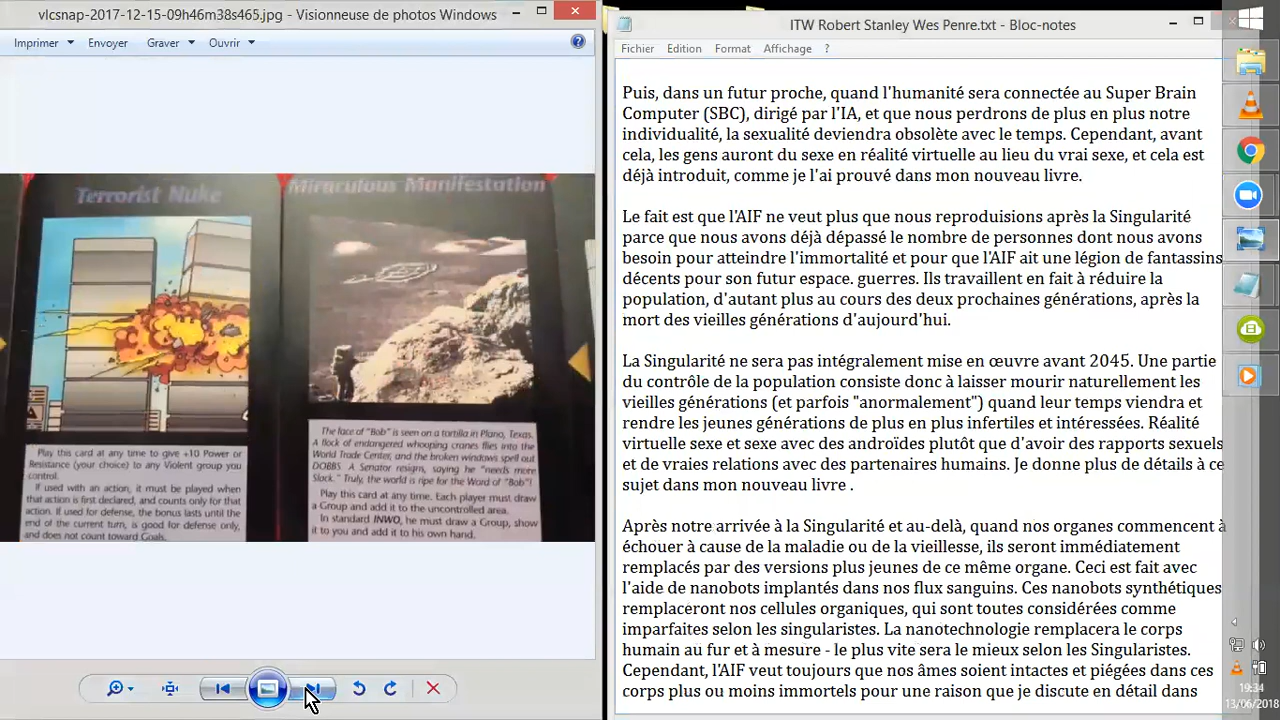 vlcsnap-2017-12-15-09h46m38s465.jpg - Visionneuse de photos Windows
Imprimer
Envoyer
Graver
Ouvrir
Terrorist Nuke
Play this card at any time to give +10 Power or
Resistance (your choice) to any Violent group you
control.
If used with an action, it must be played when
that action is first declared, and counts only for that
action. If used for defense, the bonus lasts until the
end of the current turn, is good for defense only,
and does not count toward Goals.
Miraculous Manifestation
The face of "Bob" is seen on a tortilla in Plano, Texas.
A flock of endangered whooping cranes flies into the
World Trade Center, and the broken windows spell out
DOBBS. A Senator resigns, saying he "needs more
Slack." Truly, the world is ripe for the Word of "Bob"!
Play this card at any time. Each player must draw
a Group and add it to the uncontrolled area.
In standard INWO, he must draw a Group, show
it to you and add it to his own hand.
ITW Robert Stanley Wes Penre.txt - Bloc-notes
Fichier Edition Format Affichage ?
Puis, dans un futur proche, quand l'humanité sera connectée au Super Brain
Computer (SBC), dirigé par l'IA, et que nous perdrons de plus en plus notre
individualité, la sexualité deviendra obsolète avec le temps. Cependant, avant
cela, les gens auront du sexe en réalité virtuelle au lieu du vrai sexe, et cela est
déjà introduit, comme je l'ai prouvé dans mon nouveau livre.
Le fait est que l'AIF ne veut plus que nous reproduisions après la Singularité
parce que nous avons déjà dépassé le nombre de personnes dont nous avons
besoin pour atteindre l'immortalité et pour que l'AIF ait une légion de fantassins
décents pour son futur espace. guerres. Ils travaillent en fait à réduire la
population, d'autant plus au cours des deux prochaines générations, après la
mort des vieilles générations d'aujourd'hui.
La Singularité ne sera pas intégralement mise en œuvre avant 2045. Une partie
du contrôle de la population consiste donc à laisser mourir naturellement les
vieilles générations (et parfois "anormalement") quand leur temps viendra et
rendre les jeunes générations de plus en plus infertiles et intéressées. Réalité
virtuelle sexe et sexe avec des androïdes plutôt que d'avoir des rapports sexuels
et de vraies relations avec des partenaires humains. Je donne plus de détails à ce
sujet dans mon nouveau livre .
Après notre arrivée à la Singularité et au-delà, quand nos organes commencent à
échouer à cause de la maladie ou de la vieillesse, ils seront immédiatement
remplacés par des versions plus jeunes de ce même organe. Ceci est fait avec
l'aide de nanobots implantés dans nos flux sanguins. Ces nanobots synthétiques
remplaceront nos cellules organiques, qui sont toutes considérées comme
imparfaites selon les singularistes. La nanotechnologie remplacera le corps
humain au fur et à mesure - le plus vite sera le mieux selon les Singularistes.
Cependant, l'AIF veut toujours que nos âmes soient intactes et piégées dans ces
corps plus ou moins immortels pour une raison que je discute en détail dans
19:34
13/06/2018